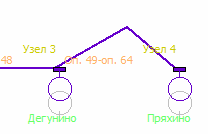 Узел 3
Узел 4
48
Оп. 49-оп. 64
Дегунино
Пряхино